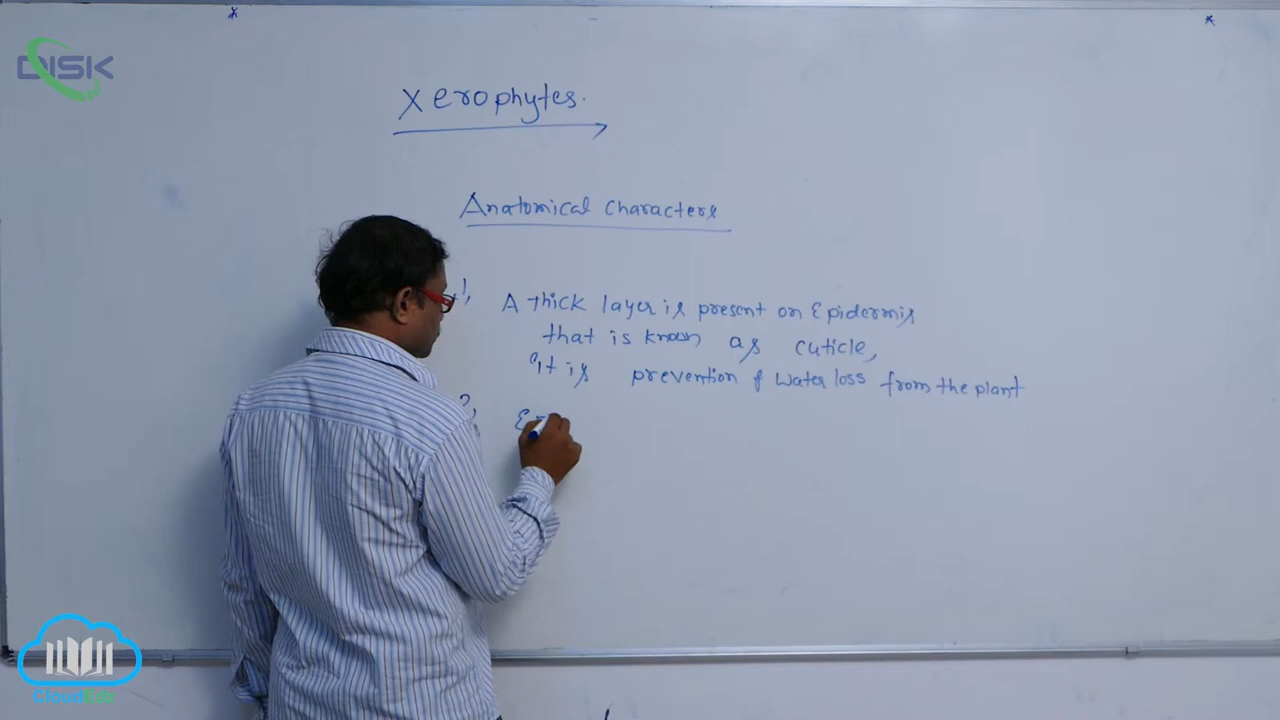 DISK
Xerophytes.
Anatomical characters
1, A thick layer is present on Epidermis
that is known as cuticle,
It is prevention of water loss from the plant
2,
CloudEds